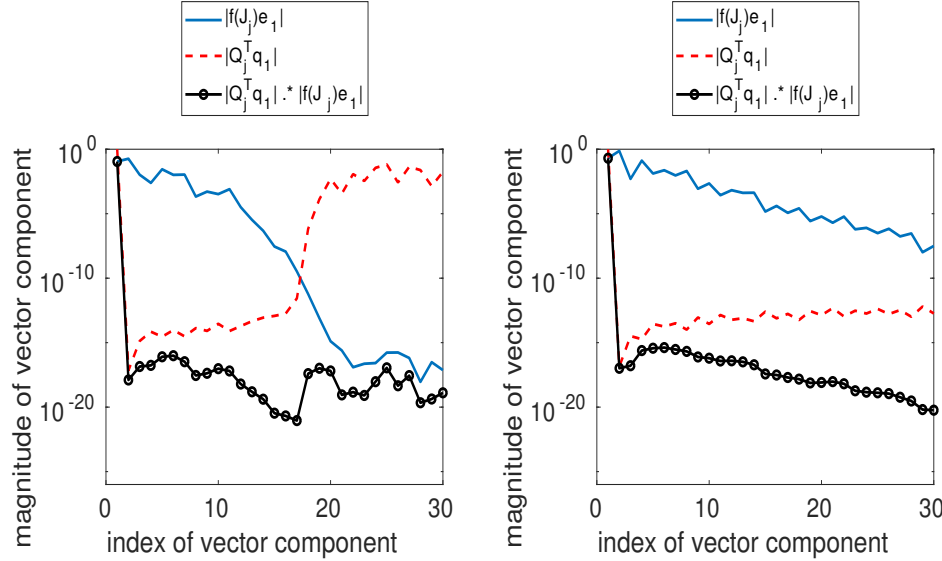 |f(J_j)e_1|
|Q_j^T q_1|
|Q_j^T q_1| .* |f(J_j)e_1|
magnitude of vector component
10^0
10^-10
10^-20
0 10 20 30
index of vector component
|f(J_j)e_1|
|Q_j^T q_1|
|Q_j^T q_1| .* |f(J_j)e_1|
magnitude of vector component
10^0
10^-10
10^-20
0 10 20 30
index of vector component